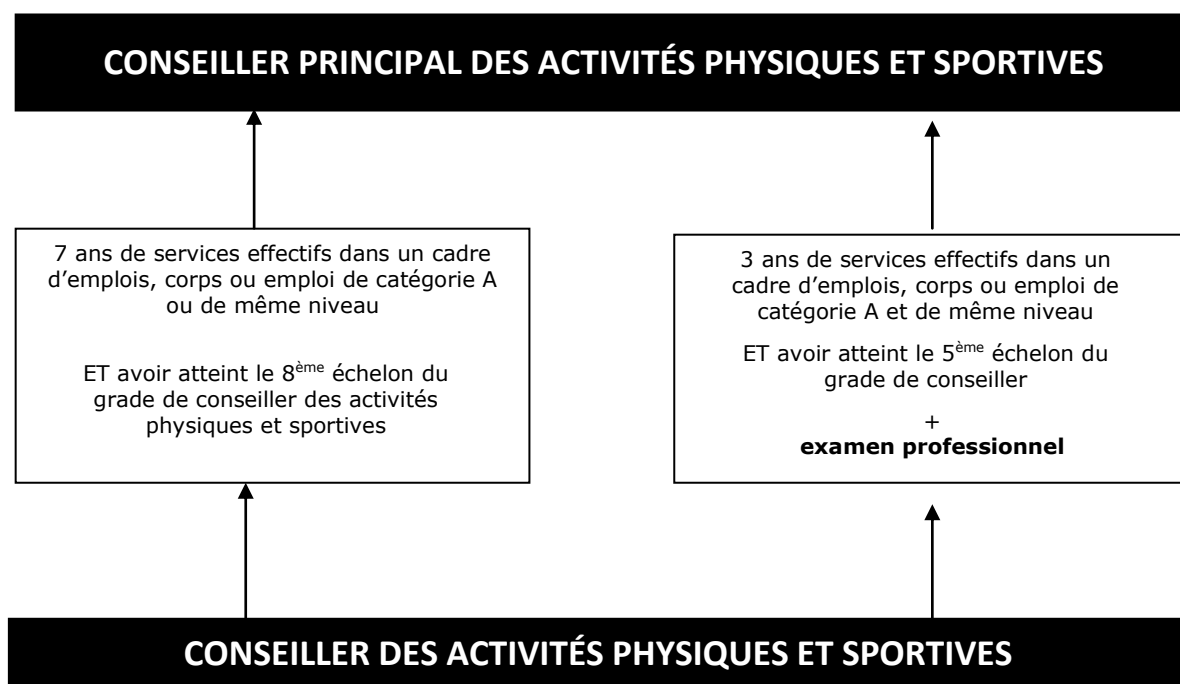 CONSEILLER PRINCIPAL DES ACTIVITÉS PHYSIQUES ET SPORTIVES
7 ans de services effectifs dans un cadre
d’emplois, corps ou emploi de catégorie A
ou de même niveau
ET avoir atteint le 8ème échelon du
grade de conseiller des activités
physiques et sportives
3 ans de services effectifs dans un
cadre d’emplois, corps ou emploi de
catégorie A et de même niveau
ET avoir atteint le 5ème échelon du
grade de conseiller
+
examen professionnel
CONSEILLER DES ACTIVITÉS PHYSIQUES ET SPORTIVES